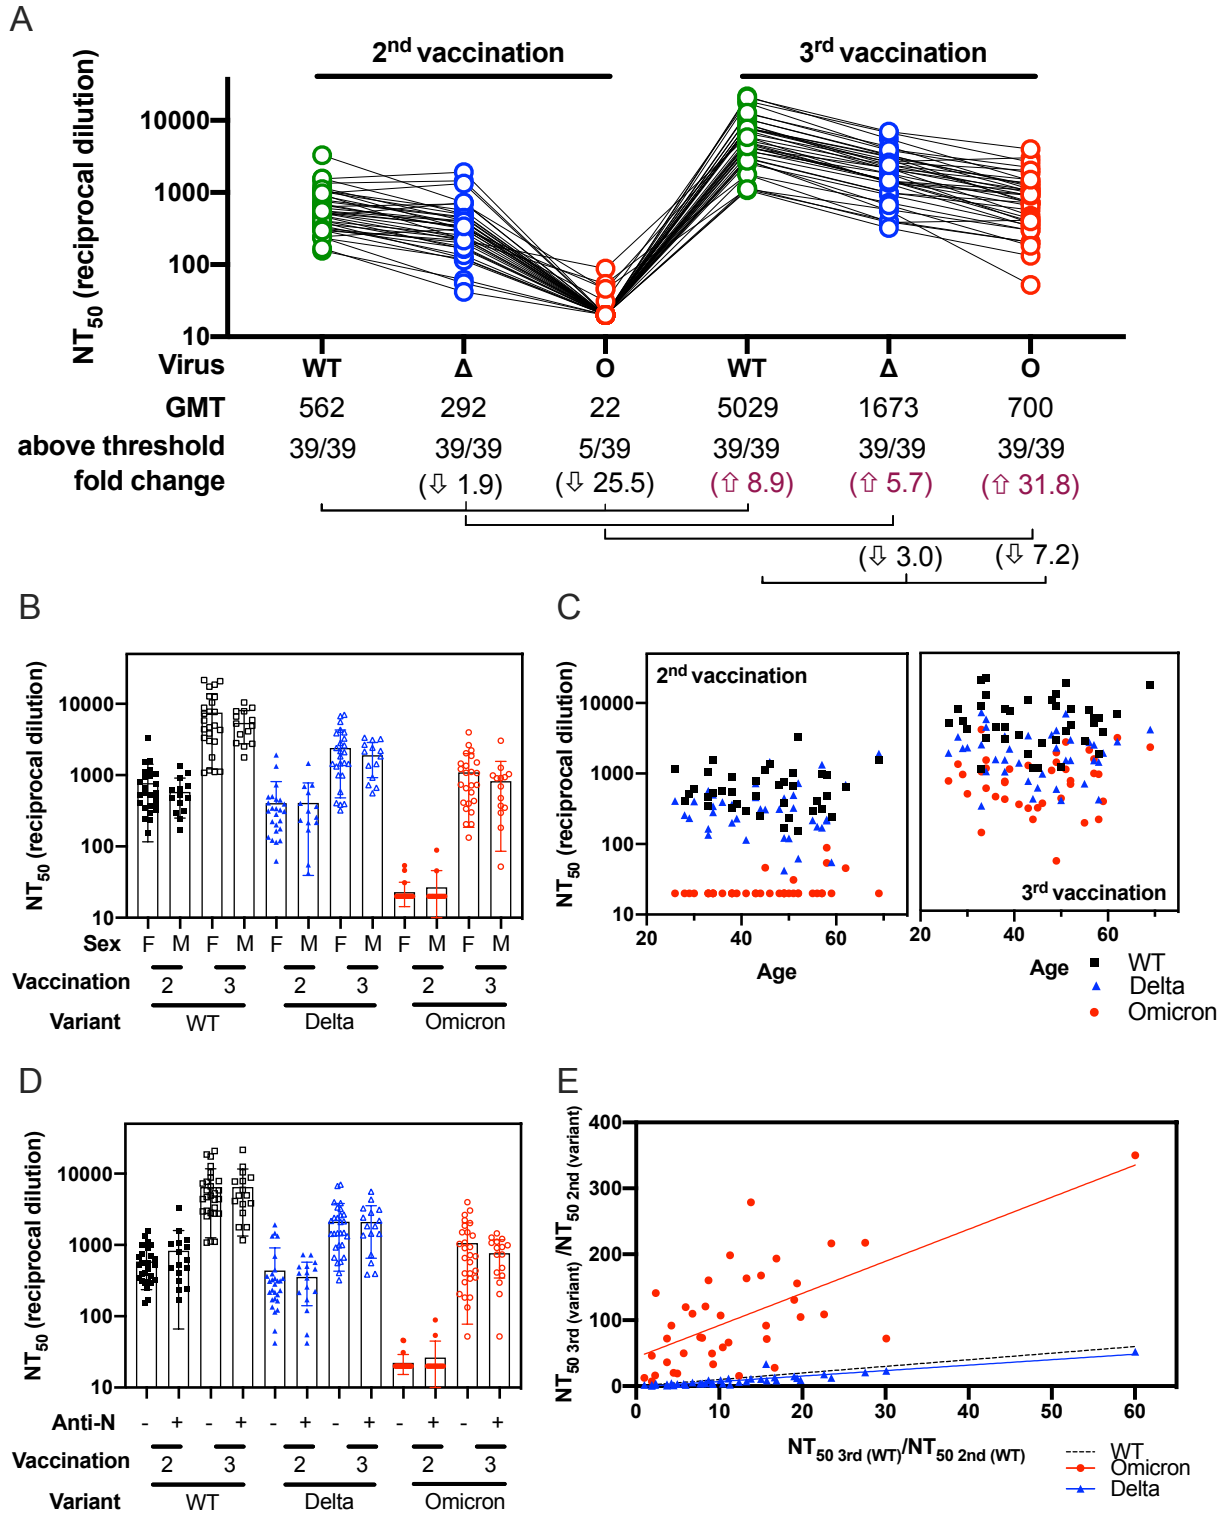 A
2nd vaccination 3rd vaccination
NT50 (reciprocal dilution)
10000
1000
100
10
Virus WT Δ O WT Δ O
GMT 562 292 22 5029 1673 700
above threshold 39/39 39/39 5/39 39/39 39/39 39/39
fold change (⇩ 1.9) (⇩ 25.5) (⇧ 8.9) (⇧ 5.7) (⇧ 31.8)
(⇩ 3.0) (⇩ 7.2)
B
NT50 (reciprocal dilution)
10000
1000
100
10
Sex F M F M F M F M F M F M
Vaccination 2 3 2 3 2 3
Variant WT Delta Omicron
C
NT50 (reciprocal dilution)
10000
1000
100
10
2nd vaccination
3rd vaccination
20 40 60 20 40 60
Age Age
WT
Delta
Omicron
D
NT50 (reciprocal dilution)
10000
1000
100
10
Anti-N - + - + - + - + - + - +
Vaccination 2 3 2 3 2 3
Variant WT Delta Omicron
E
NT50 3rd (variant) /NT50 2nd (variant)
400
300
200
100
0
0 10 20 30 40 50 60
NT50 3rd (WT)/NT50 2nd (WT)
WT
Omicron
Delta